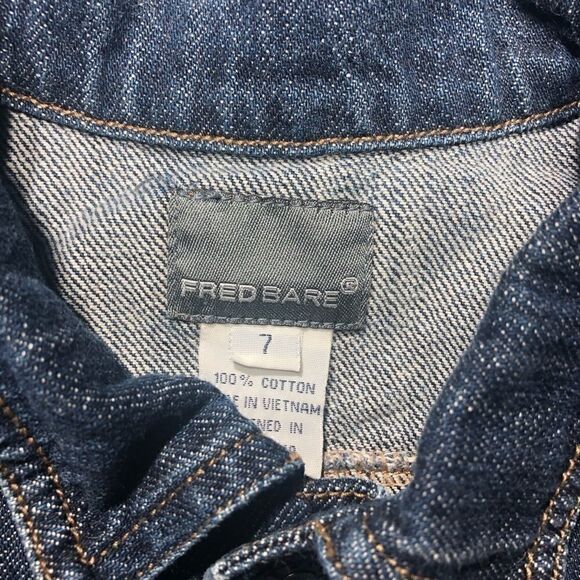 FRED BARE®
7
100% COTTON
IN VIETNAM
IN